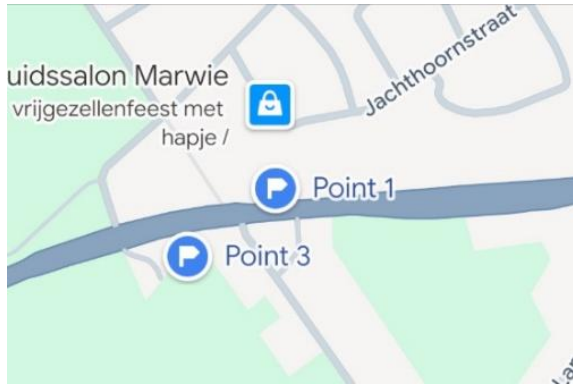 uidssalon Marwie
vrijgezellenfeest met
hapje /
Jachthoornstraat
Point 1
Point 3